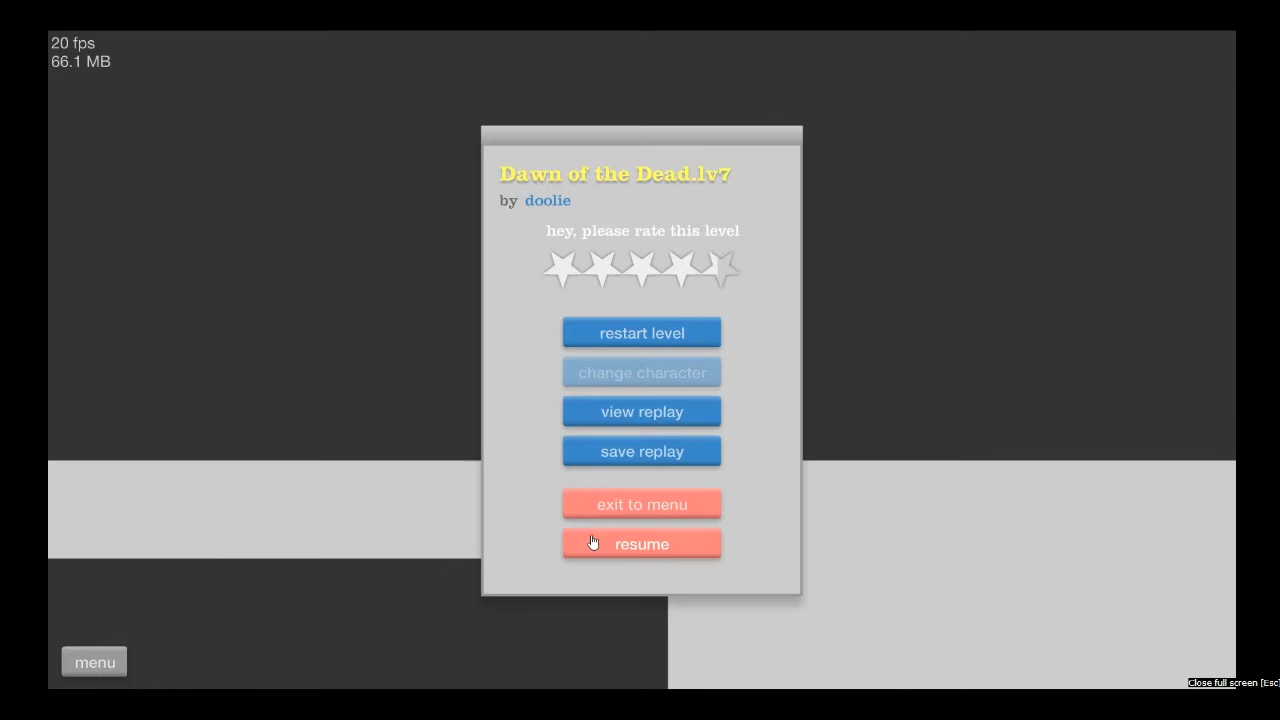 20 fps
66.1 MB
Dawn of the Dead.lv7
by doolie
hey, please rate this level
restart level
change character
view replay
save replay
exit to menu
resume
menu
Close full screen [Esc]